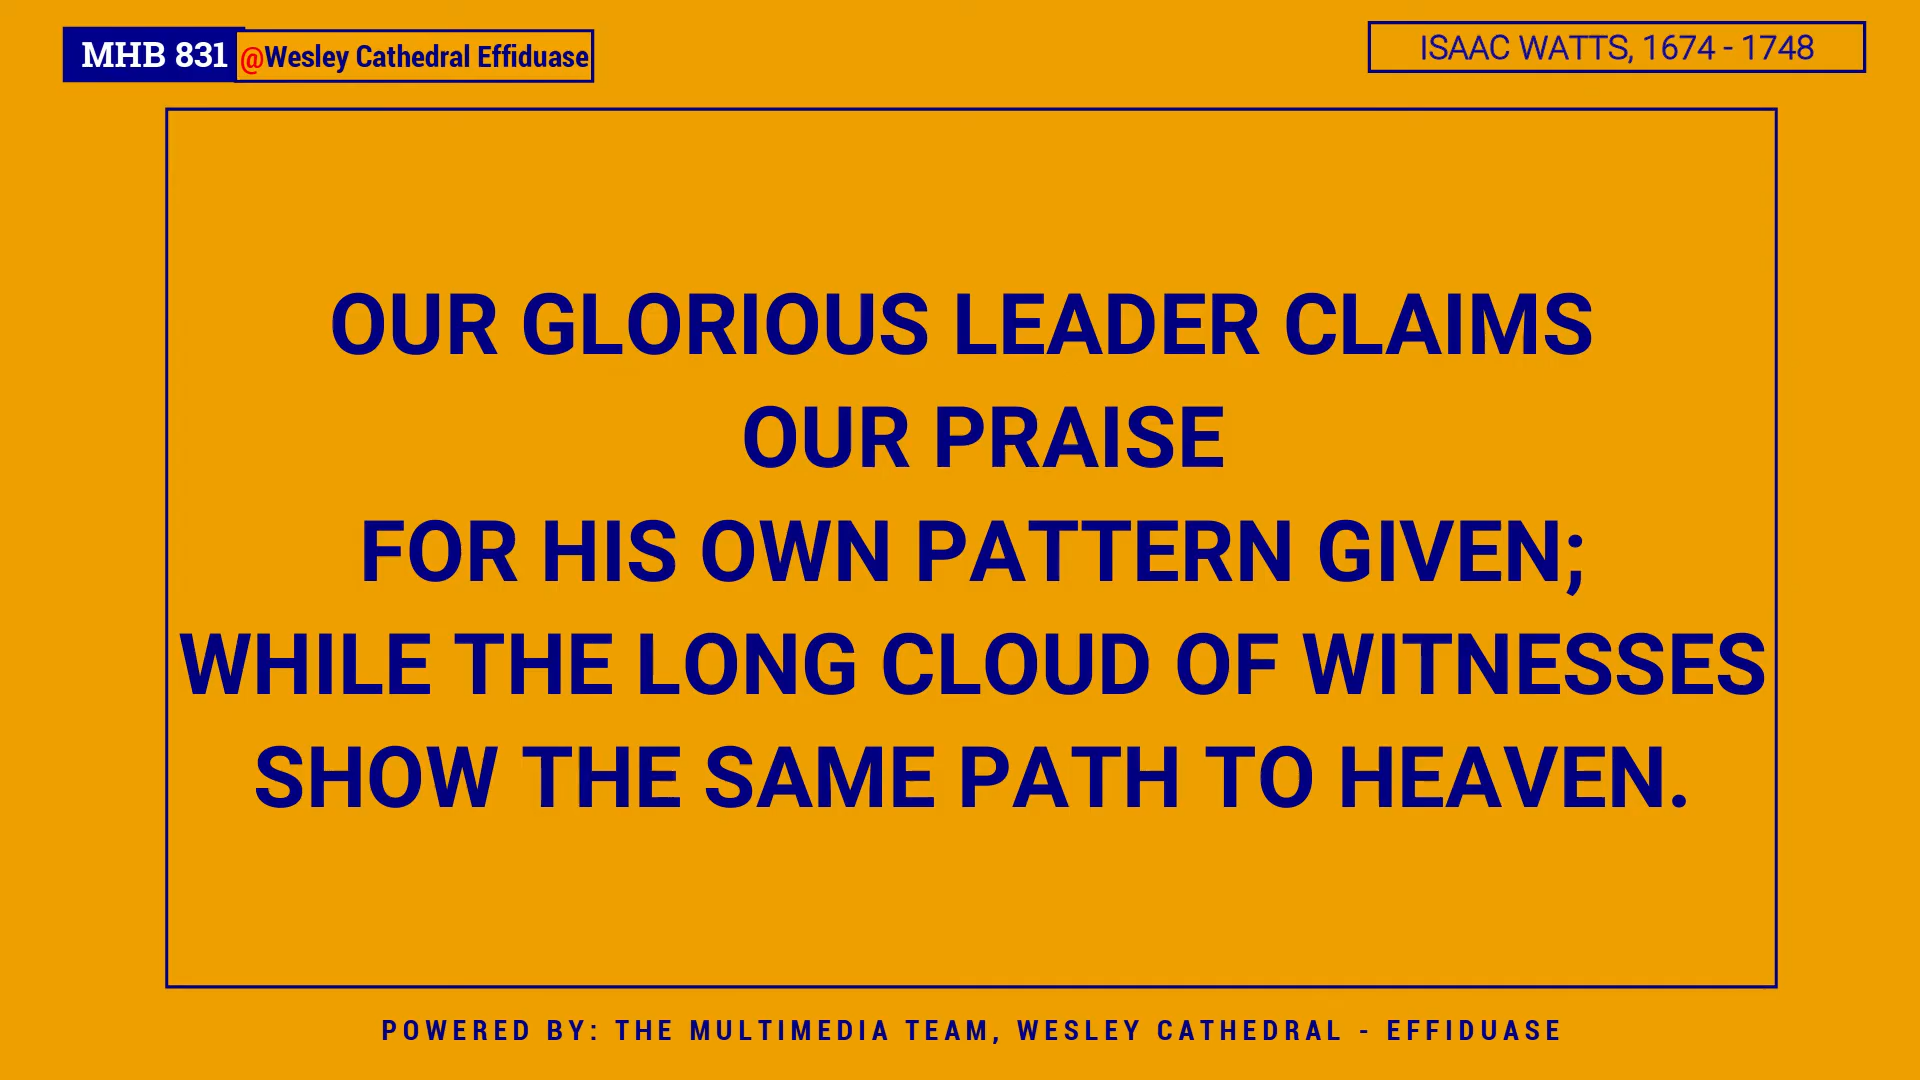 MHB 831 @Wesley Cathedral Effiduase
ISAAC WATTS, 1674 - 1748
OUR GLORIOUS LEADER CLAIMS
OUR PRAISE
FOR HIS OWN PATTERN GIVEN;
WHILE THE LONG CLOUD OF WITNESSES
SHOW THE SAME PATH TO HEAVEN.
POWERED BY: THE MULTIMEDIA TEAM, WESLEY CATHEDRAL - EFFIDUASE